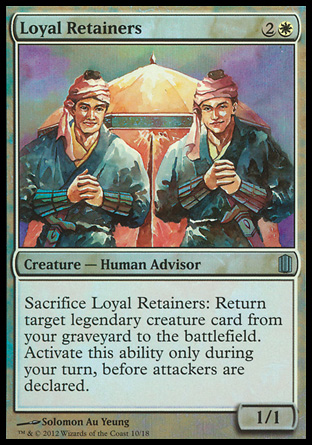 Loyal Retainers 2
Creature — Human Advisor
Sacrifice Loyal Retainers: Return
target legendary creature card from
your graveyard to the battlefield.
Activate this ability only during
your turn, before attackers are
declared.
Solomon Au Yeung
™ & © 2012 Wizards of the Coast 10/18
1/1